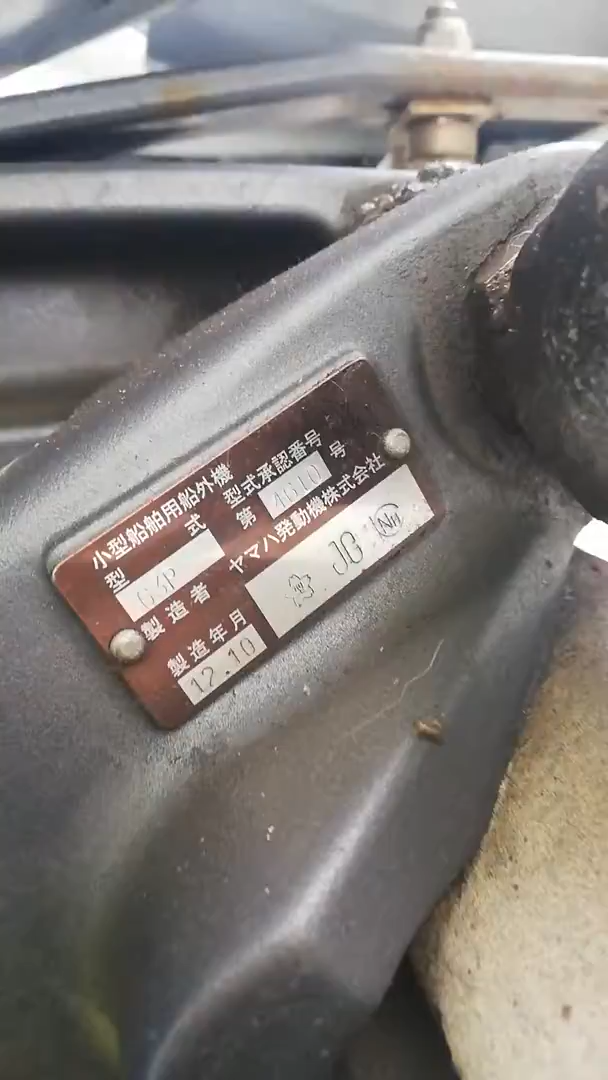 小型船舶用船外機
型式 型式承認番号
63P 第 4610 号
製造者 ヤマハ発動機株式会社
製造年月 JG NH
12.10